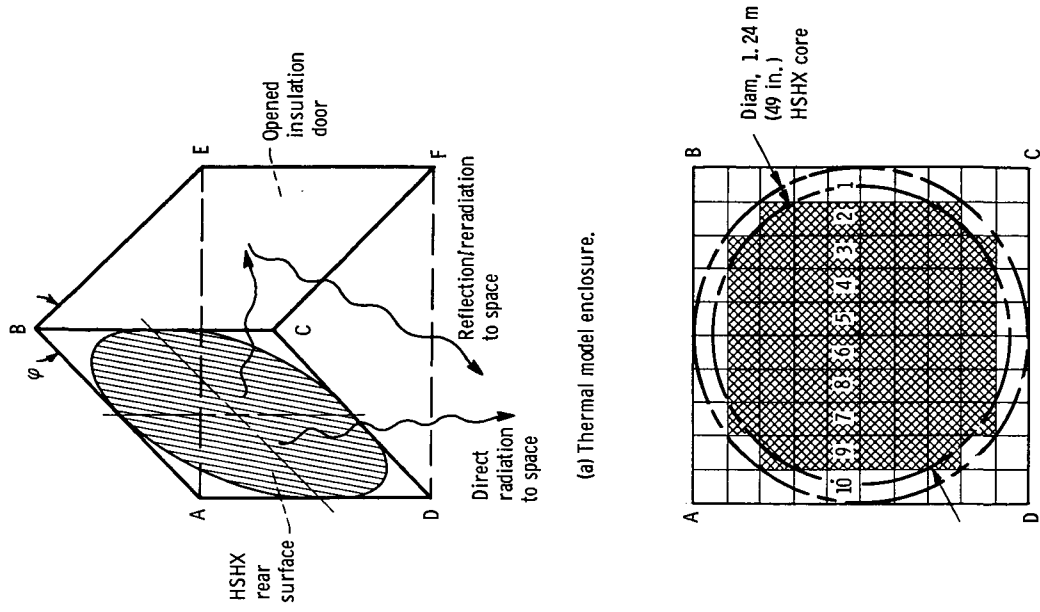 B
φ
E
Opened
insulation
door
A
C
F
HSHX
rear
surface
D
Direct
radiation
to space
Reflection/reradiation
to space
(a) Thermal model enclosure.
Diam, 1.24 m
(49 in.)
HSHX core
A
B
10 9 7 8 6 5 4 3 2 1
D
C